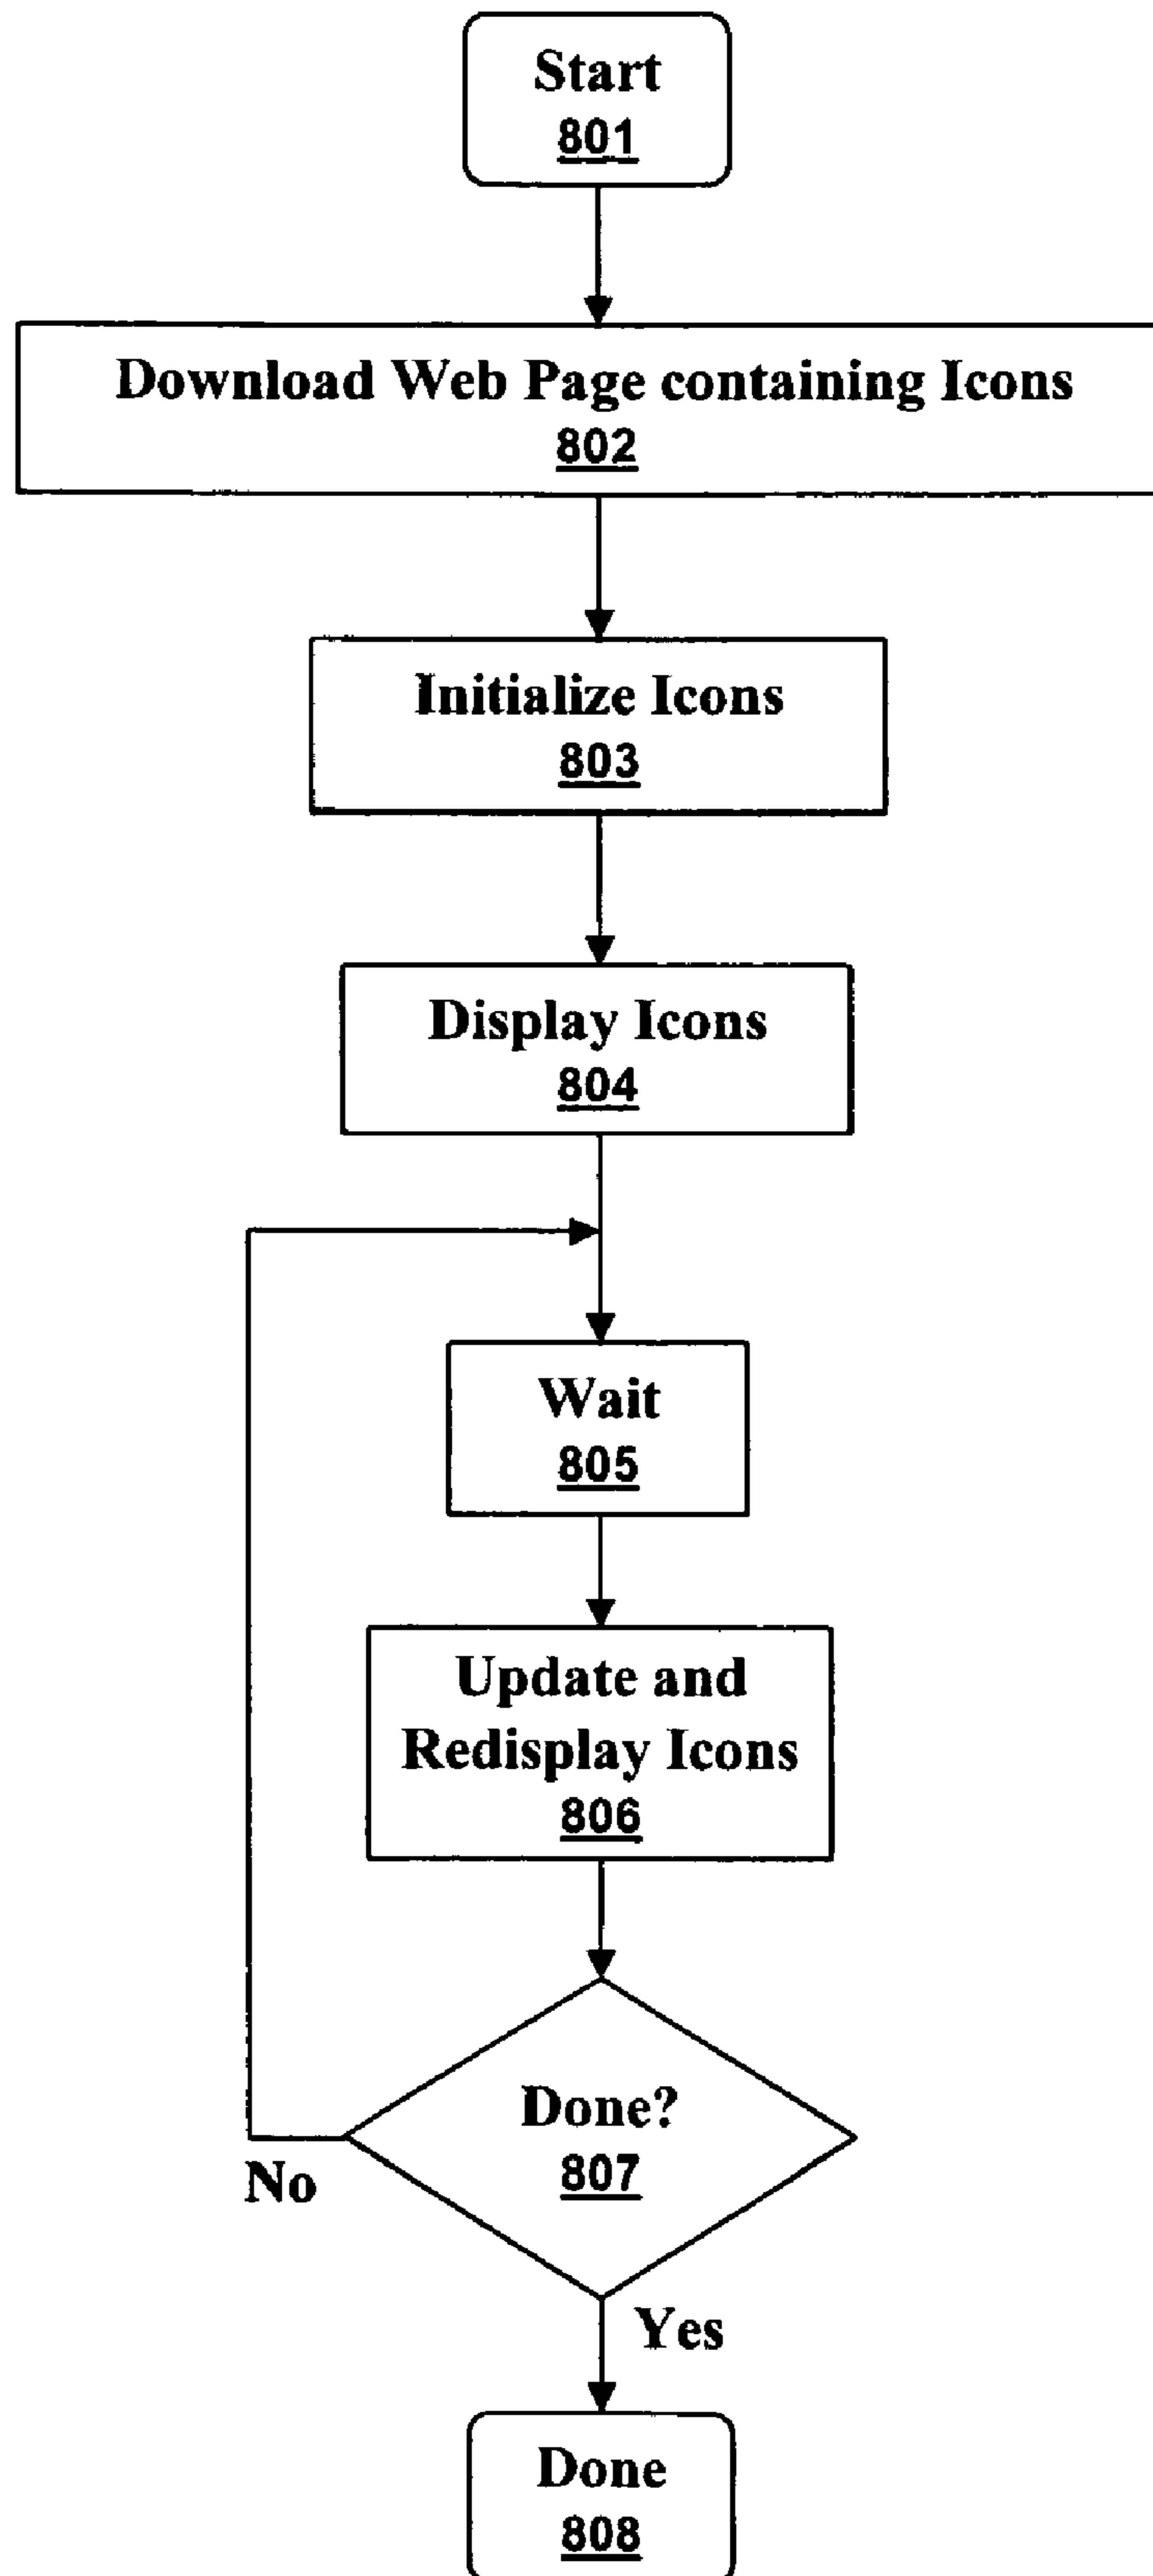 Start
801
Download Web Page containing Icons
802
Initialize Icons
803
Display Icons
804
Wait
805
Update and
Redisplay Icons
806
Done?
807
No
Yes
Done
808